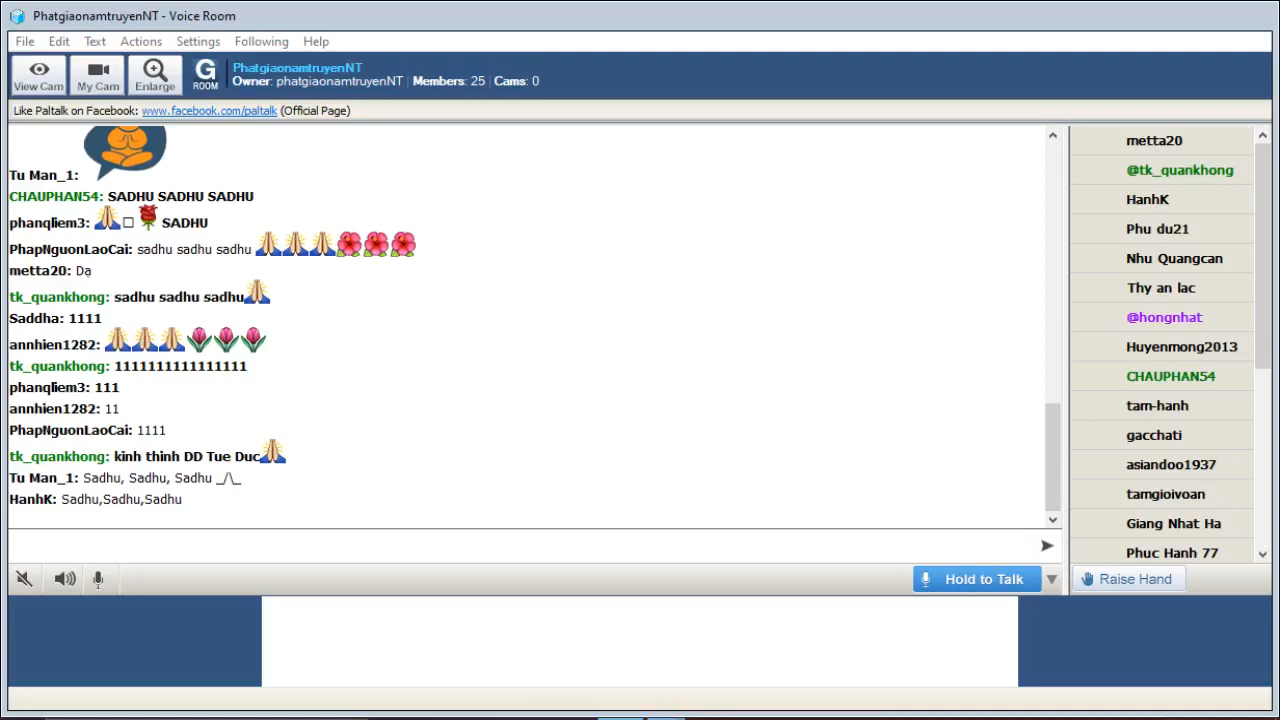 PhatgiaonamtruyenNT - Voice Room
File Edit Text Actions Settings Following Help
View Cam My Cam Enlarge G ROOM
PhatgiaonamtruyenNT
Owner: phatgiaonamtruyenNT | Members: 25 | Cams: 0
Like Paltalk on Facebook: www.facebook.com/paltalk (Official Page)
Tu Man_1:
CHAUPHAN54: SADHU SADHU SADHU
phanqliem3: SADHU
PhapNguonLaoCai: sadhu sadhu sadhu
metta20: Dạ
tk_quankhong: sadhu sadhu sadhu
Saddha: 1111
annhien1282:
tk_quankhong: 1111111111111111
phanqliem3: 111
annhien1282: 11
PhapNguonLaoCai: 1111
tk_quankhong: kinh thinh DD Tue Duc
Tu Man_1: Sadhu, Sadhu, Sadhu _/\_
HanhK: Sadhu,Sadhu,Sadhu
metta20
@tk_quankhong
HanhK
Phu du21
Nhu Quangcan
Thy an lac
@hongnhat
Huyenmong2013
CHAUPHAN54
tam-hanh
gacchati
asiandoo1937
tamgioivoan
Giang Nhat Ha
Phuc Hanh 77
Hold to Talk
Raise Hand